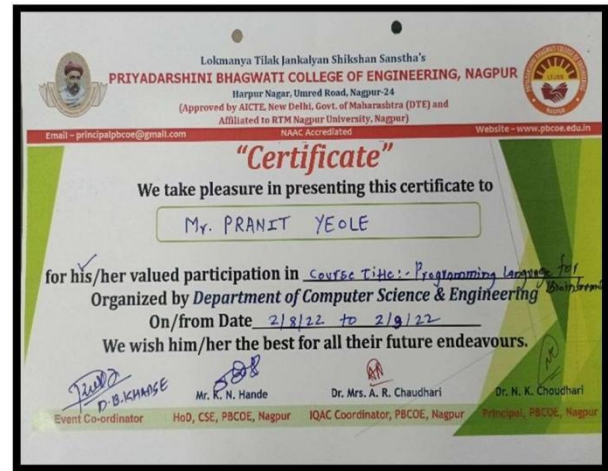 Lokmanya Tilak Jankalyan Shikshan Sanstha's
PRIYADARSHINI BHAGWATI COLLEGE OF ENGINEERING, NAGPUR
Harpur Nagar, Umred Road, Nagpur-24
(Approved by AICTE, New Delhi, Govt. of Maharashtra (DTE) and
Affiliated to RTM Nagpur University, Nagpur)
Email - principalpbcoe@gmail.com NAAC Accrediated Website - www.pbcoe.edu.in
"Certificate"
We take pleasure in presenting this certificate to
Mr. PRANIT YEOLE
for his/her valued participation in Course Title:- Programming Language for
Organized by Department of Computer Science & Engineering
On/from Date 2/8/22 to 2/9/22
We wish him/her the best for all their future endeavours.
D.B.KHADSE Mr. K. N. Hande Dr. Mrs. A. R. Chaudhari Dr. N. K. Choudhari
Event Co-ordinator HoD, CSE, PBCOE, Nagpur IQAC Coordinator, PBCOE, Nagpur Principal, PBCOE, Nagpur